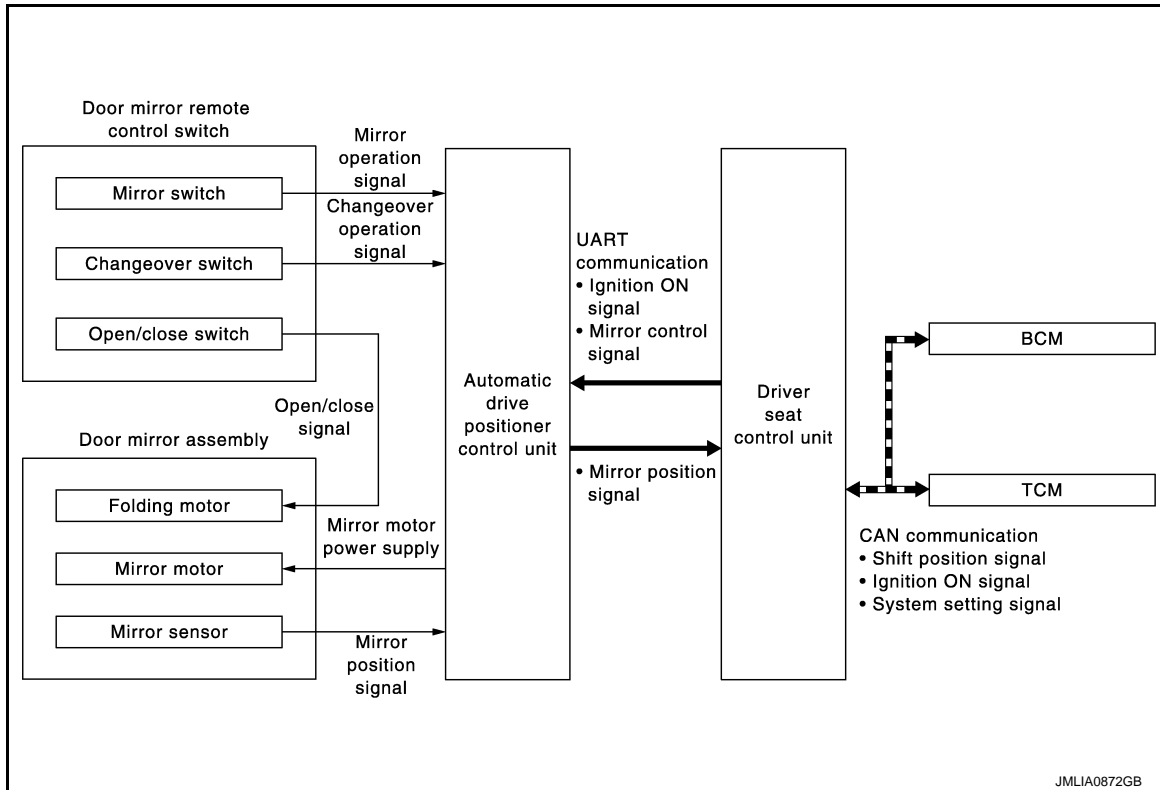 Door mirror remote
control switch
Mirror switch
Changeover switch
Open/close switch
Mirror
operation
signal
Changeover
operation
signal
Open/close
signal
Door mirror assembly
Folding motor
Mirror motor
Mirror sensor
Mirror motor
power supply
Mirror
position
signal
Automatic
drive
positioner
control unit
UART
communication
• Ignition ON
signal
• Mirror control
signal
• Mirror position
signal
Driver
seat
control unit
BCM
TCM
CAN communication
• Shift position signal
• Ignition ON signal
• System setting signal
JMLIA0872GB